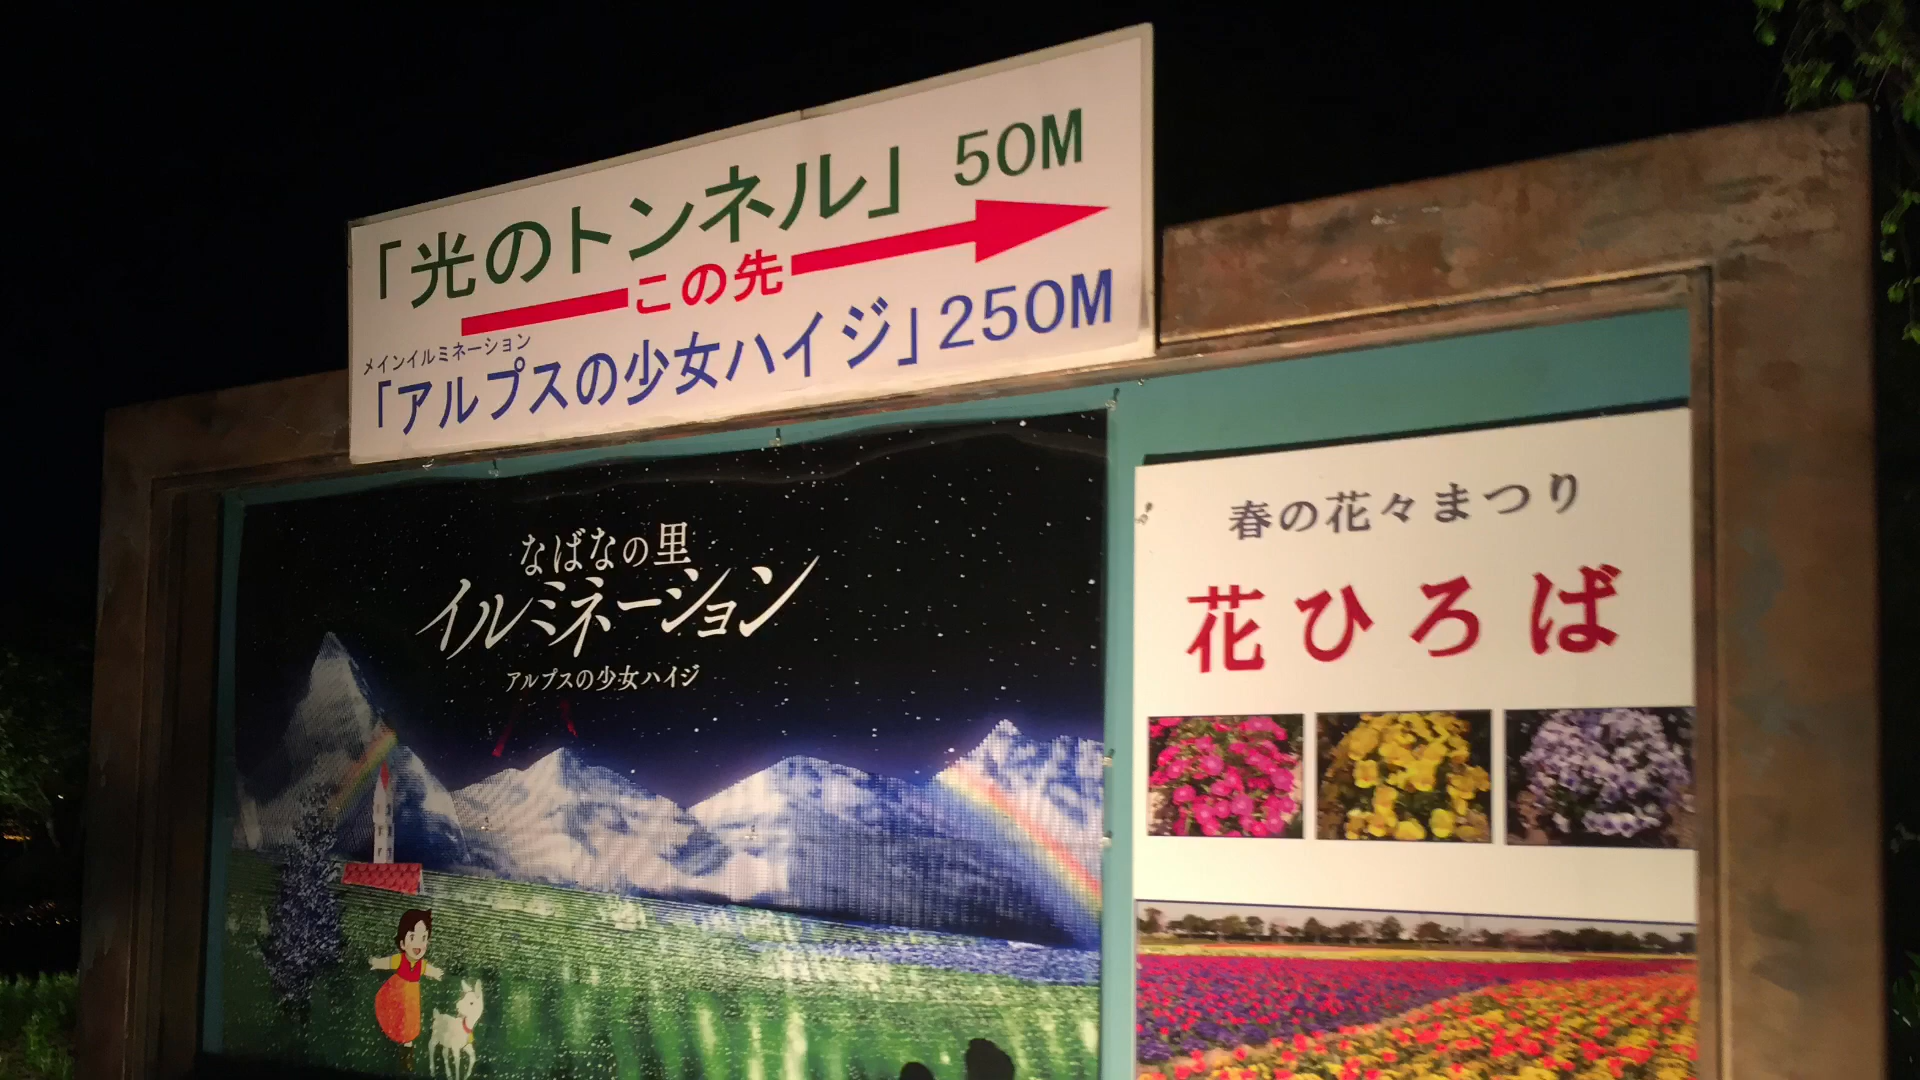 「光のトンネル」 50M
この先
メインイルミネーション
「アルプスの少女ハイジ」250M
なばなの里
イルミネーション
アルプスの少女ハイジ
春の花々まつり
花ひろば